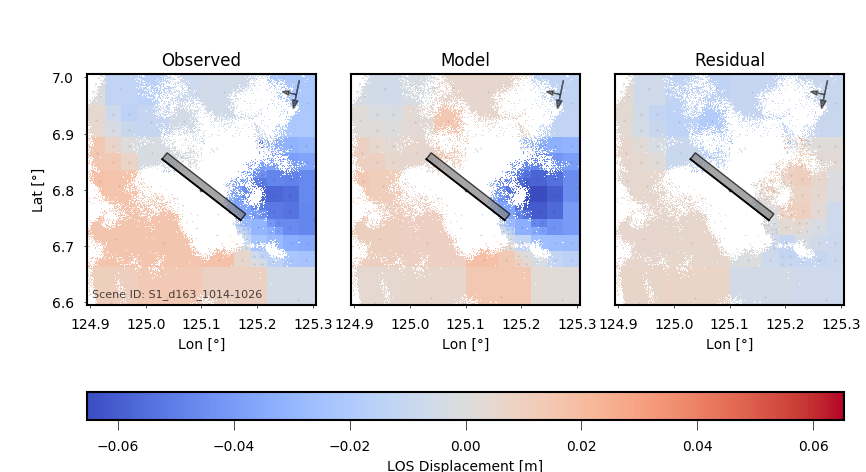 Observed
Model
Residual
7.0
6.9
6.8
6.7
6.6
Lat [°]
Scene ID: S1_d163_1014-1026
124.9 125.0 125.1 125.2 125.3
124.9 125.0 125.1 125.2 125.3
124.9 125.0 125.1 125.2 125.3
Lon [°]
Lon [°]
Lon [°]
−0.06 −0.04 −0.02 0.00 0.02 0.04 0.06
LOS Displacement [m]